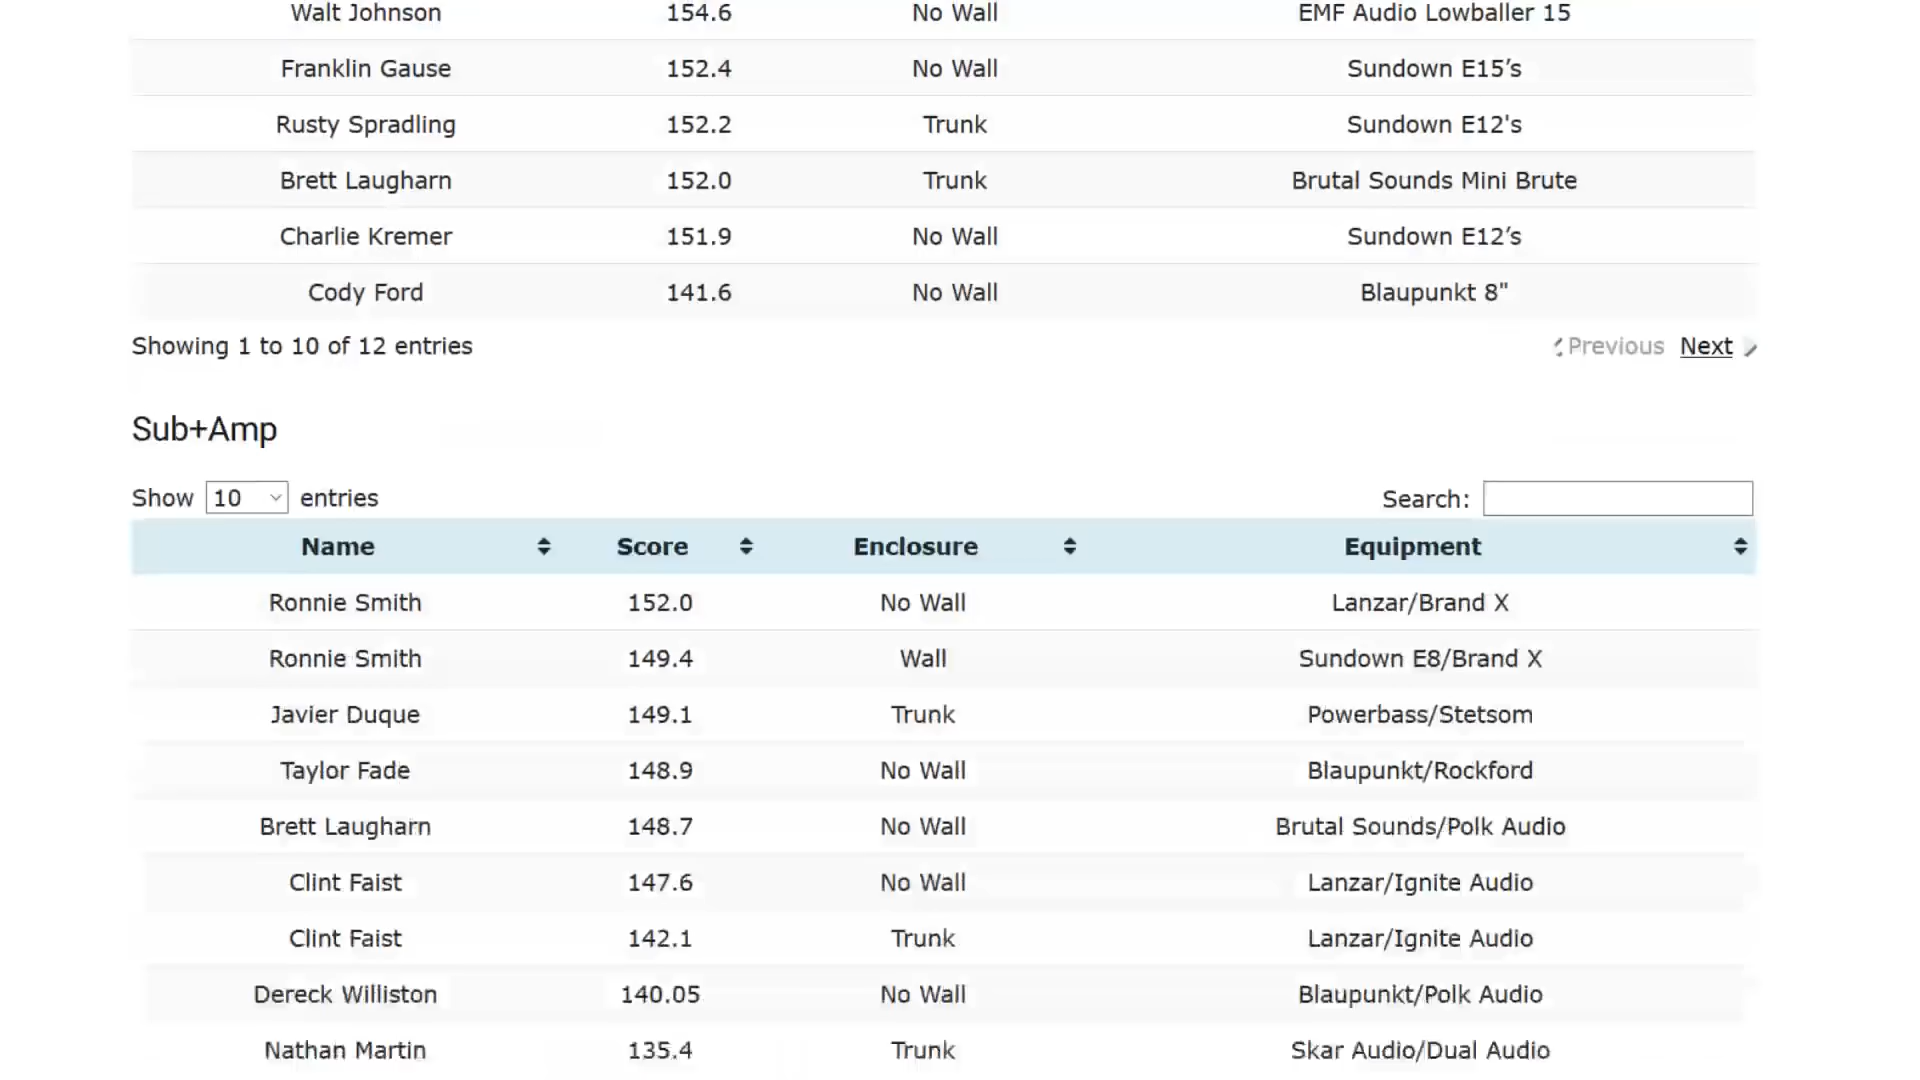 Walt Johnson 154.6 No Wall EMF Audio Lowballer 15
Franklin Gause 152.4 No Wall Sundown E15’s
Rusty Spradling 152.2 Trunk Sundown E12's
Brett Laugharn 152.0 Trunk Brutal Sounds Mini Brute
Charlie Kremer 151.9 No Wall Sundown E12’s
Cody Ford 141.6 No Wall Blaupunkt 8"
Showing 1 to 10 of 12 entries Previous Next
Sub+Amp
Show 10 entries Search:
Name Score Enclosure Equipment
Ronnie Smith 152.0 No Wall Lanzar/Brand X
Ronnie Smith 149.4 Wall Sundown E8/Brand X
Javier Duque 149.1 Trunk Powerbass/Stetsom
Taylor Fade 148.9 No Wall Blaupunkt/Rockford
Brett Laugharn 148.7 No Wall Brutal Sounds/Polk Audio
Clint Faist 147.6 No Wall Lanzar/Ignite Audio
Clint Faist 142.1 Trunk Lanzar/Ignite Audio
Dereck Williston 140.05 No Wall Blaupunkt/Polk Audio
Nathan Martin 135.4 Trunk Skar Audio/Dual Audio